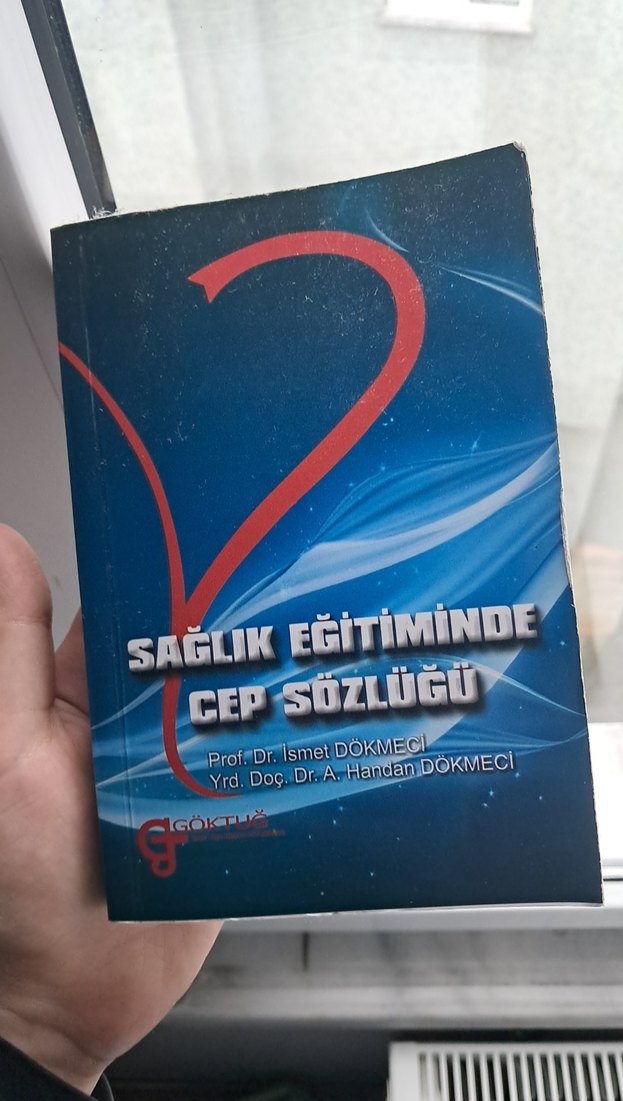 SAĞLIK EĞİTİMİNDE
CEP SÖZLÜĞÜ
Prof. Dr. İsmet DÖKMECİ
Yrd. Doç. Dr. A. Handan DÖKMECİ
GÖKTUĞ